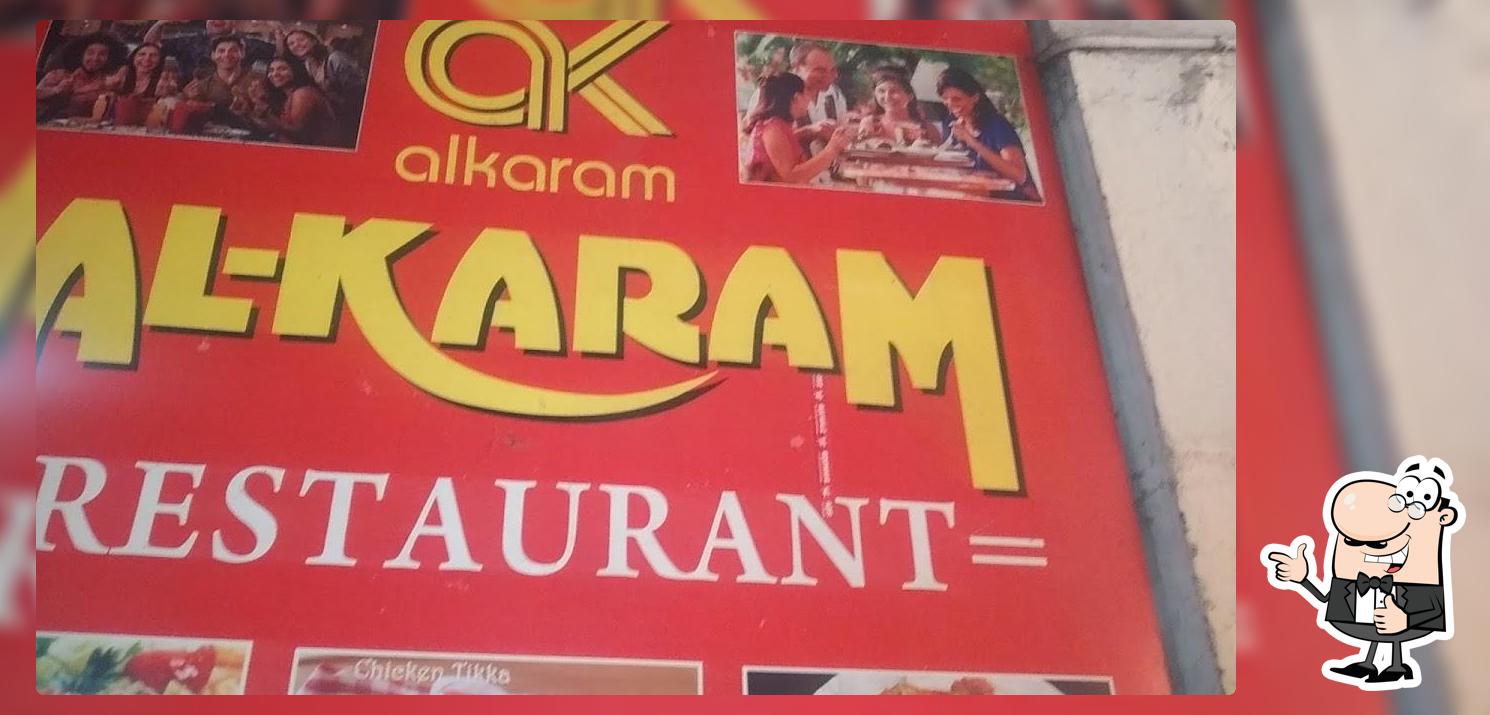 ak
alkaram
AL-KARAM
RESTAURANT=
Chicken Tikka